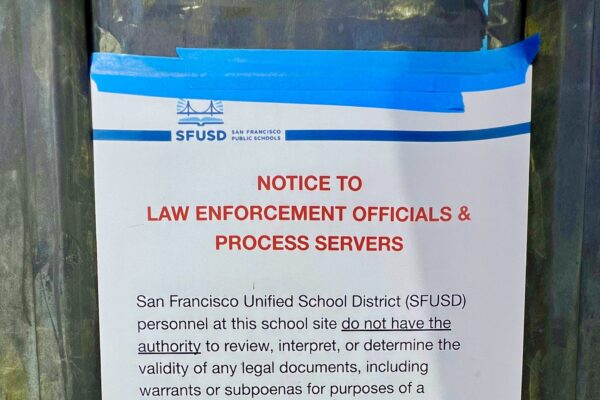 SFUSD SAN FRANCISCO
PUBLIC SCHOOLS
NOTICE TO
LAW ENFORCEMENT OFFICIALS &
PROCESS SERVERS
San Francisco Unified School District (SFUSD)
personnel at this school site do not have the
authority to review, interpret, or determine the
validity of any legal documents, including
warrants or subpoenas for purposes of a